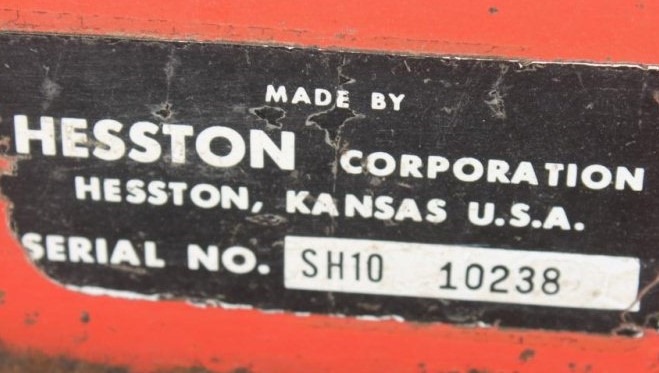 MADE BY
HESSTON CORPORATION
HESSTON, KANSAS U.S.A.
SERIAL NO. SH10 10238